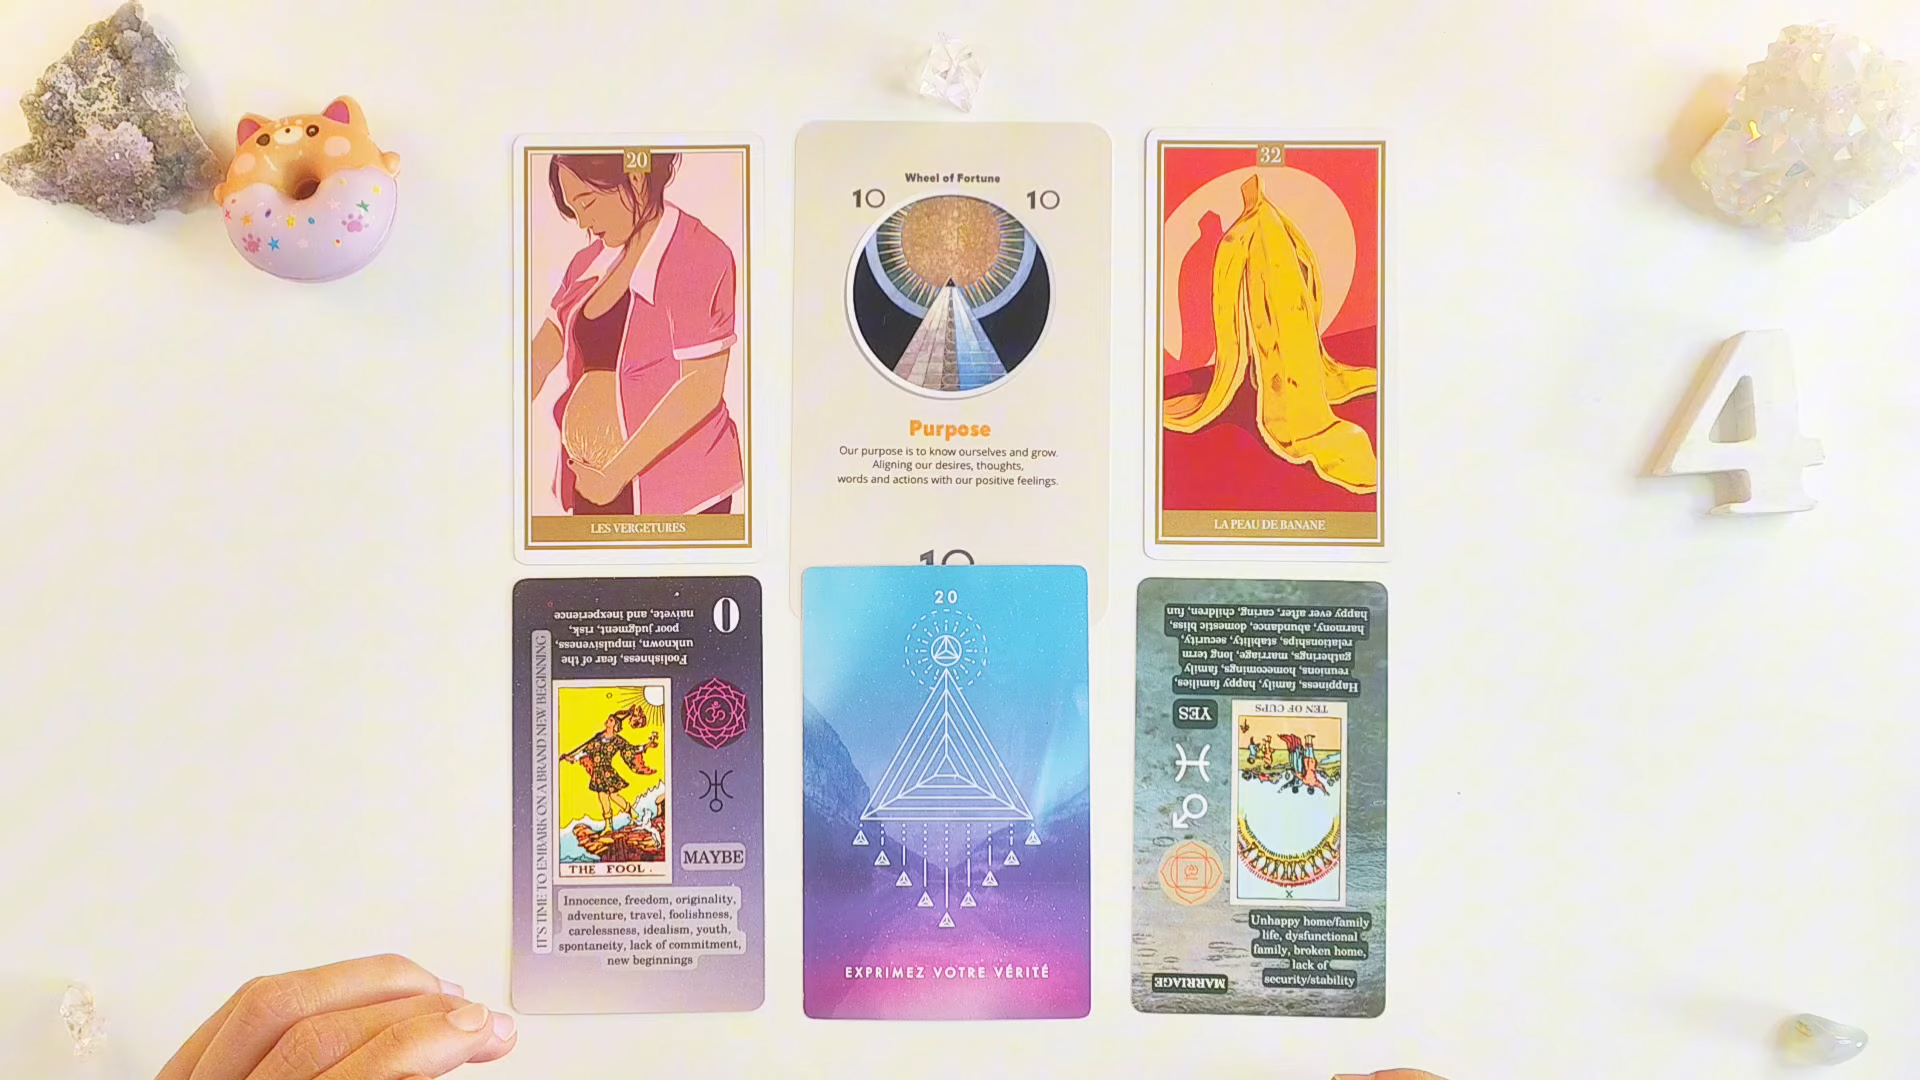 20
LES VERGETURES
Wheel of Fortune
10 10
Purpose
Our purpose is to know ourselves and grow.
Aligning our desires, thoughts,
words and actions with our positive feelings.
10
32
LA PEAU DE BANANE
4
0
Foolishness, fear of the
unknown, impulsiveness,
poor judgment, risk,
naivete, and inexperience
IT'S TIME TO EMBARK ON A BRAND NEW BEGINNING
THE FOOL.
MAYBE
Innocence, freedom, originality,
adventure, travel, foolishness,
carelessness, idealism, youth,
spontaneity, lack of commitment,
new beginnings
20
EXPRIMEZ VOTRE VÉRITÉ
Happiness, family, happy families,
reunions, homecomings, family
gatherings, marriage, long term
relationships, stability, security,
harmony, abundance, domestic bliss,
happy ever after, caring, children, fun
YES
TEN OF CUPS
X
Unhappy home/family
life, dysfunctional
family, broken home,
lack of
security/stability
MARRIAGE